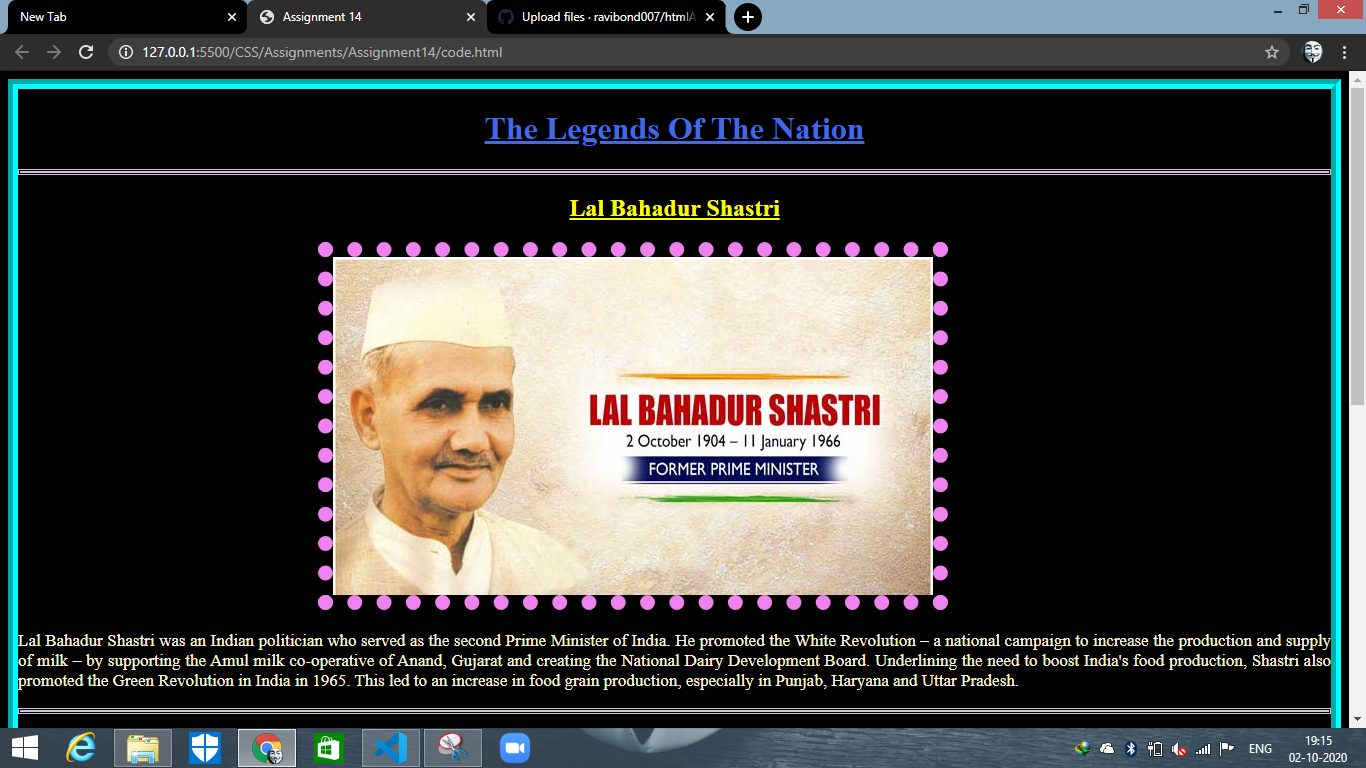 New Tab
Assignment 14
Upload files · ravibond007/htmlA
127.0.0.1:5500/CSS/Assignments/Assignment14/code.html
The Legends Of The Nation
Lal Bahadur Shastri
LAL BAHADUR SHASTRI
2 October 1904 – 11 January 1966
FORMER PRIME MINISTER
Lal Bahadur Shastri was an Indian politician who served as the second Prime Minister of India. He promoted the White Revolution – a national campaign to increase the production and supply
of milk – by supporting the Amul milk co-operative of Anand, Gujarat and creating the National Dairy Development Board. Underlining the need to boost India's food production, Shastri also
promoted the Green Revolution in India in 1965. This led to an increase in food grain production, especially in Punjab, Haryana and Uttar Pradesh.
ENG
19:15
02-10-2020